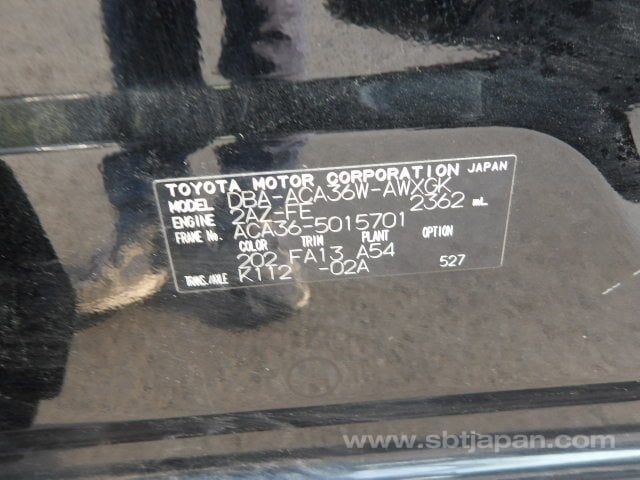 TOYOTA MOTOR CORPORATION JAPAN
MODEL DBA-ACA36W-AWXGK
ENGINE 2AZ-FE 2362 mL
FRAME No. ACA36-5015701
COLOR TRIM PLANT OPTION
202 FA13 A54
TRANS./AXLE K112 -02A 527
www.sbtjapan.com